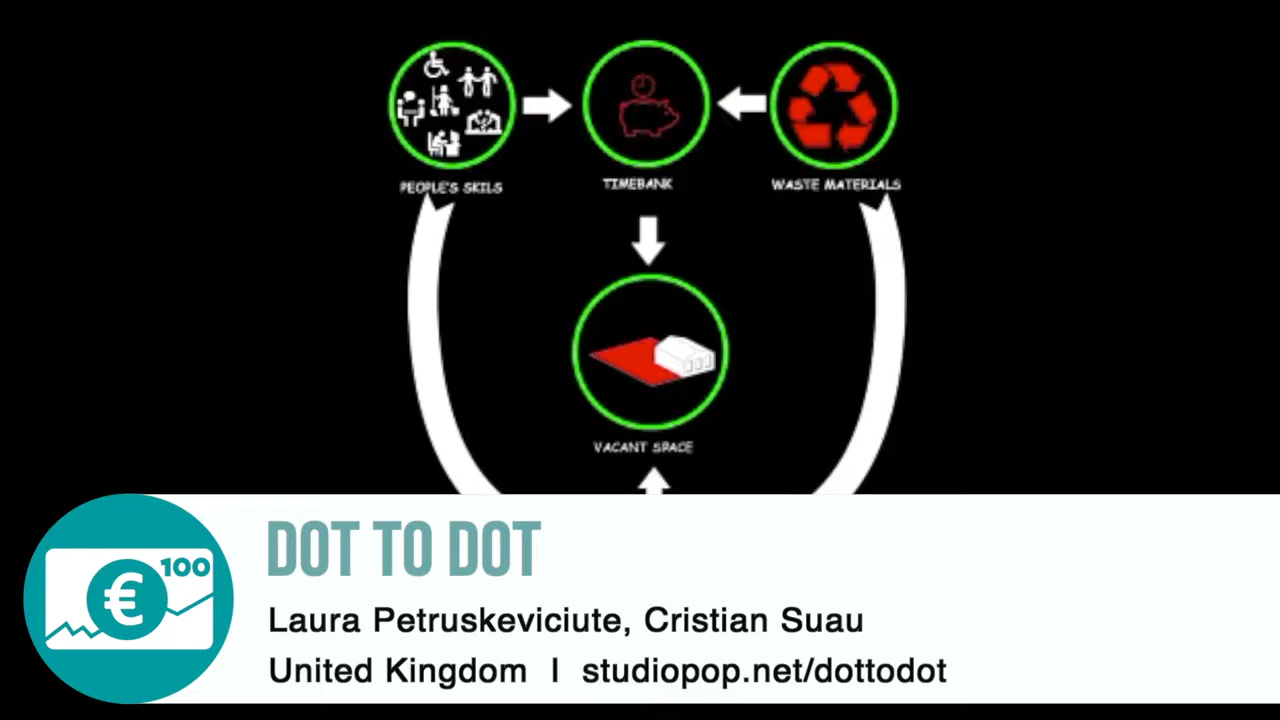 PEOPLE'S SKILS
TIMEBANK
WASTE MATERIALS
VACANT SPACE
€ 100
DOT TO DOT
Laura Petruskeviciute, Cristian Suau
United Kingdom | studiopop.net/dottodot